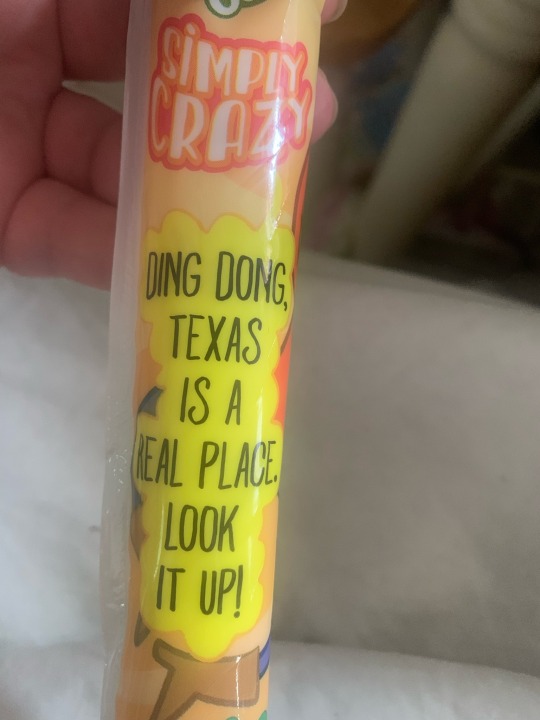 SiMPLY
CRAZY
DING DONG,
TEXAS
IS A
REAL PLACE.
LOOK
IT UP!